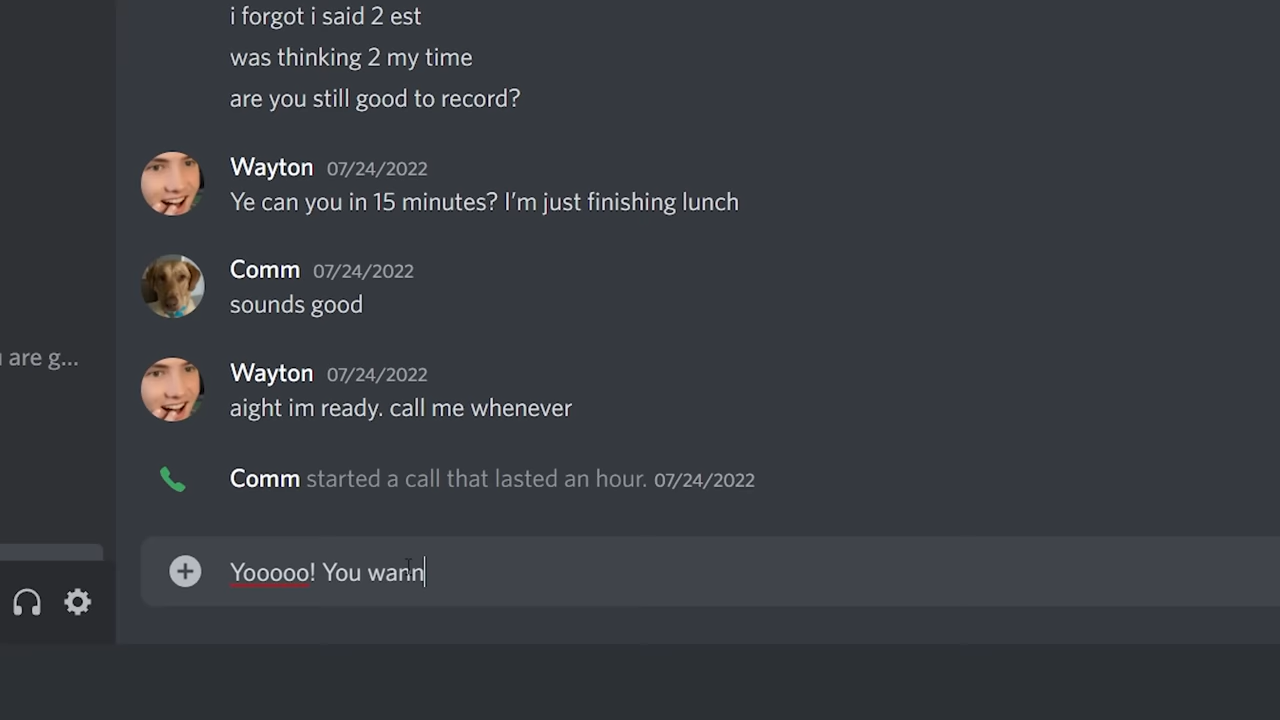 i forgot i said 2 est
was thinking 2 my time
are you still good to record?
Wayton 07/24/2022
Ye can you in 15 minutes? I’m just finishing lunch
Comm 07/24/2022
sounds good
are g...
Wayton 07/24/2022
aight im ready. call me whenever
Comm started a call that lasted an hour. 07/24/2022
Yooooo! You wann